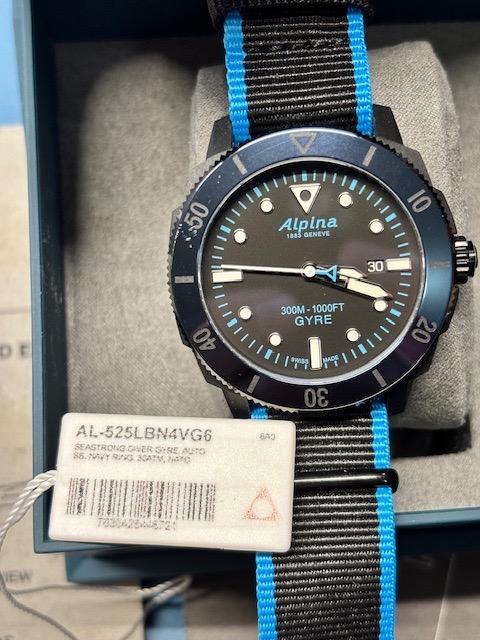 50
10
Alpina
1883 GENEVE
30
300M - 1000FT
GYRE
40
20
SWISS MADE
30
AL-525LBN4VG6
SEASTRONG DIVER GYRE, AUTO
SS, NAVY RING, 30ATM, NATO